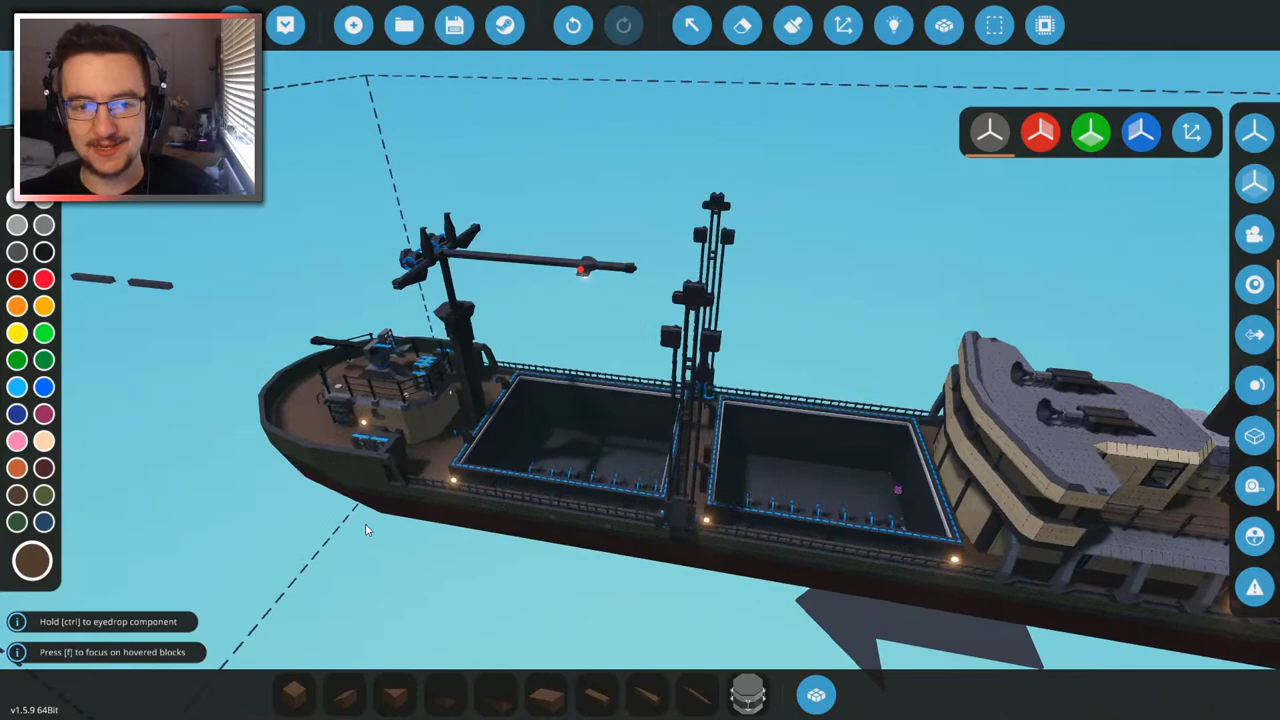 Hold [ctrl] to eyedrop component
Press [f] to focus on hovered blocks
v1.5.9 64Bit